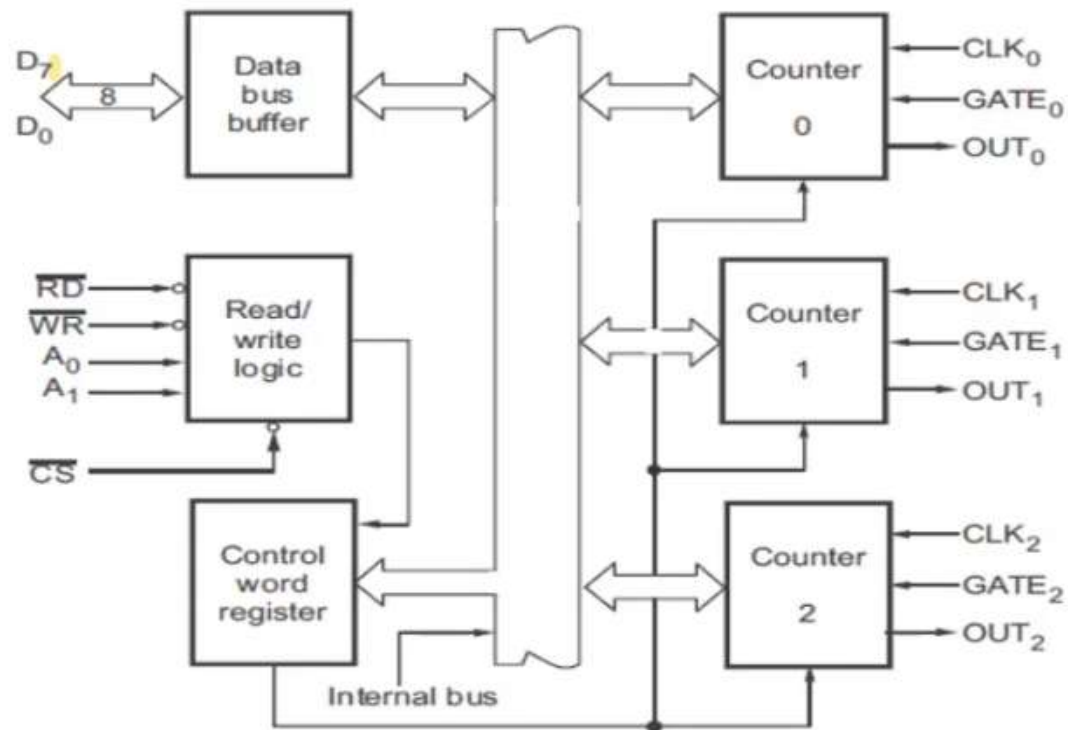 D7
8
D0
Data
bus
buffer
RD
WR
A0
A1
CS
Read/
write
logic
Control
word
register
Internal bus
Counter
0
CLK0
GATE0
OUT0
Counter
1
CLK1
GATE1
OUT1
Counter
2
CLK2
GATE2
OUT2